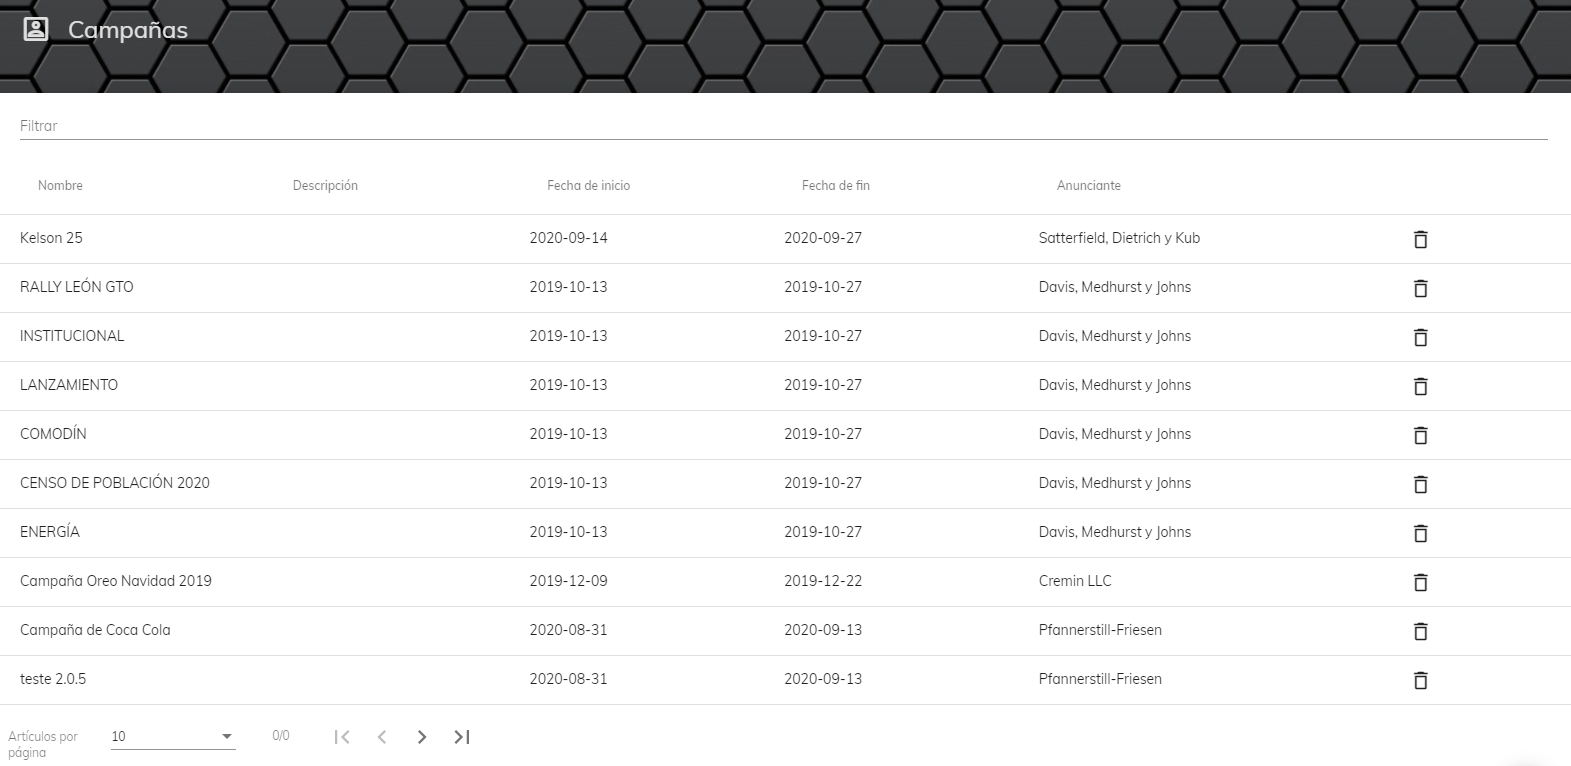 Campañas
Filtrar
Nombre Descripción Fecha de inicio Fecha de fin Anunciante
Kelson 25 2020-09-14 2020-09-27 Satterfield, Dietrich y Kub
RALLY LEÓN GTO 2019-10-13 2019-10-27 Davis, Medhurst y Johns
INSTITUCIONAL 2019-10-13 2019-10-27 Davis, Medhurst y Johns
LANZAMIENTO 2019-10-13 2019-10-27 Davis, Medhurst y Johns
COMODÍN 2019-10-13 2019-10-27 Davis, Medhurst y Johns
CENSO DE POBLACIÓN 2020 2019-10-13 2019-10-27 Davis, Medhurst y Johns
ENERGÍA 2019-10-13 2019-10-27 Davis, Medhurst y Johns
Campaña Oreo Navidad 2019 2019-12-09 2019-12-22 Cremin LLC
Campaña de Coca Cola 2020-08-31 2020-09-13 Pfannerstill-Friesen
teste 2.0.5 2020-08-31 2020-09-13 Pfannerstill-Friesen
Artículos por
página
10 0/0